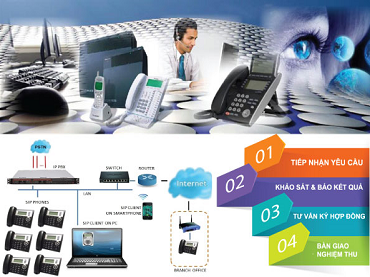 PSTN
IP PBX
SWITCH
ROUTER
LAN
Internet
SIP PHONES
SIP CLIENT ON PC
SIP CLIENT
ON SMARTPHONE
BRANCH OFFICE
01
TIẾP NHẬN YÊU CẦU
02
KHẢO SÁT & BÁO KẾT QUẢ
03
TƯ VẤN KÝ HỢP ĐỒNG
04
BÀN GIAO
NGHIỆM THU